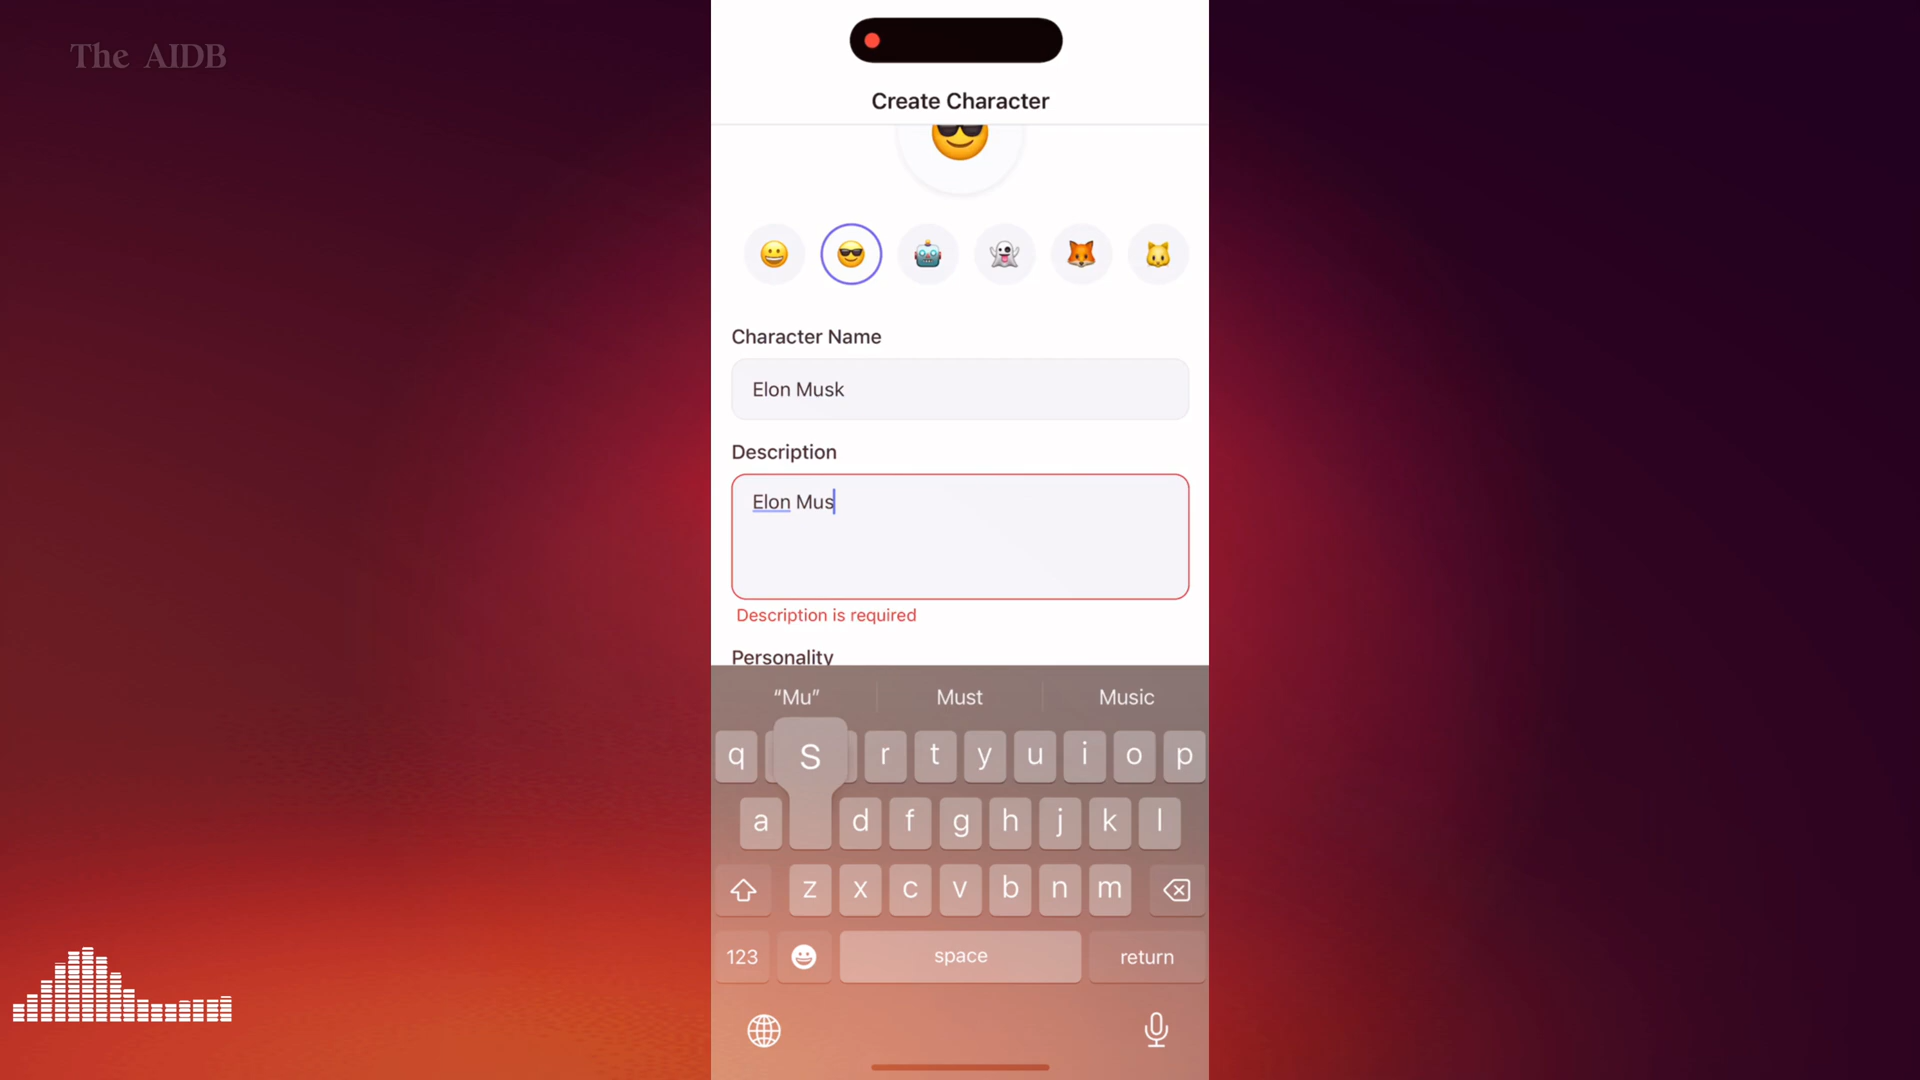 The AIDB
Create Character
Character Name
Elon Musk
Description
Elon Mus
Description is required
Personality
“Mu” Must Music
q S r t y u i o p
a d f g h j k l
z x c v b n m
123 space return